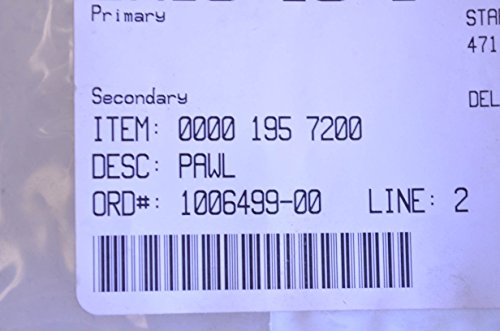 Primary
STA
471
Secondary
DEL
ITEM: 0000 195 7200
DESC: PAWL
ORD#: 1006499-00 LINE: 2